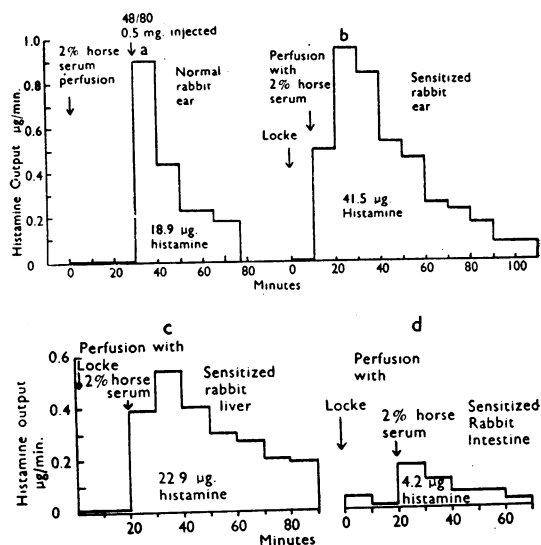 48/80
0.5 mg. injected
a
2% horse
serum
perfusion
Normal
rabbit
ear
18.9 µg.
histamine
b
Perfusion
with
2% horse
serum
Locke
Sensitized
rabbit
ear
41.5 µg.
Histamine
Histamine Output µg/min.
1.0
0.8
0.6
0.4
0.2
0
0 20 40 60 80 0 20 40 60 80 100
Minutes
c
Perfusion with
Locke
2% horse
serum
Sensitized
rabbit
liver
22.9 µg.
histamine
Histamine output
µg/min.
0.6
0.4
0.2
0 20 40 60 80
Minutes
d
Perfusion
with
Locke
2% horse
serum
Sensitized
Rabbit
Intestine
4.2 µg
histamine
0 20 40 60
Minutes